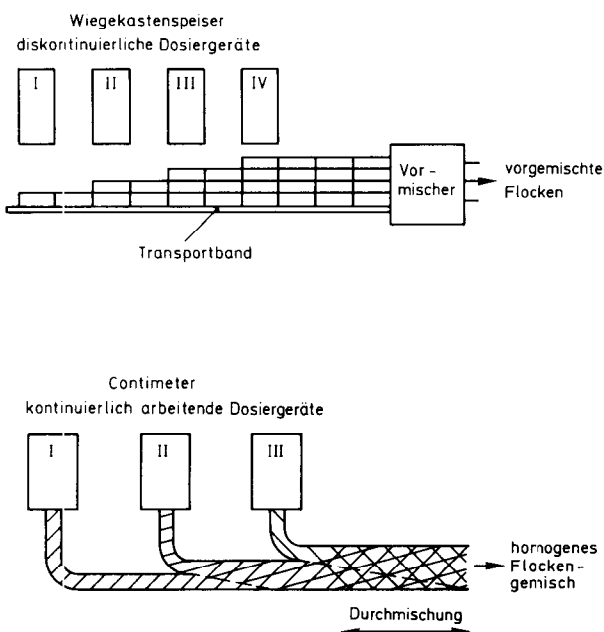 Wiegekastenspeiser
diskontinuierliche Dosiergeräte
I II III IV
Vor-
mischer
vorgemischte
Flocken
Transportband
Contimeter
kontinuierlich arbeitende Dosiergeräte
I II III
homogenes
Flocken-
gemisch
Durchmischung